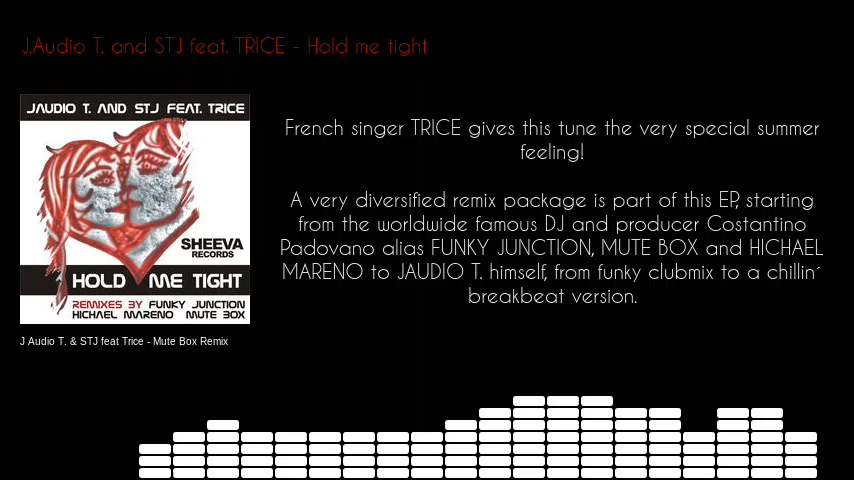 J.Audio T. and STJ feat. TRICE - Hold me tight
JAUDIO T. AND STJ FEAT. TRICE
SHEEVA
RECORDS
HOLD ME TIGHT
REMIXES BY FUNKY JUNCTION
HICHAEL MARENO MUTE BOX
J Audio T. & STJ feat Trice - Mute Box Remix
French singer TRICE gives this tune the very special summer
feeling!
A very diversified remix package is part of this EP, starting
from the worldwide famous DJ and producer Costantino
Padovano alias FUNKY JUNCTION, MUTE BOX and HICHAEL
MARENO to JAUDIO T. himself, from funky clubmix to a chillin´
breakbeat version.